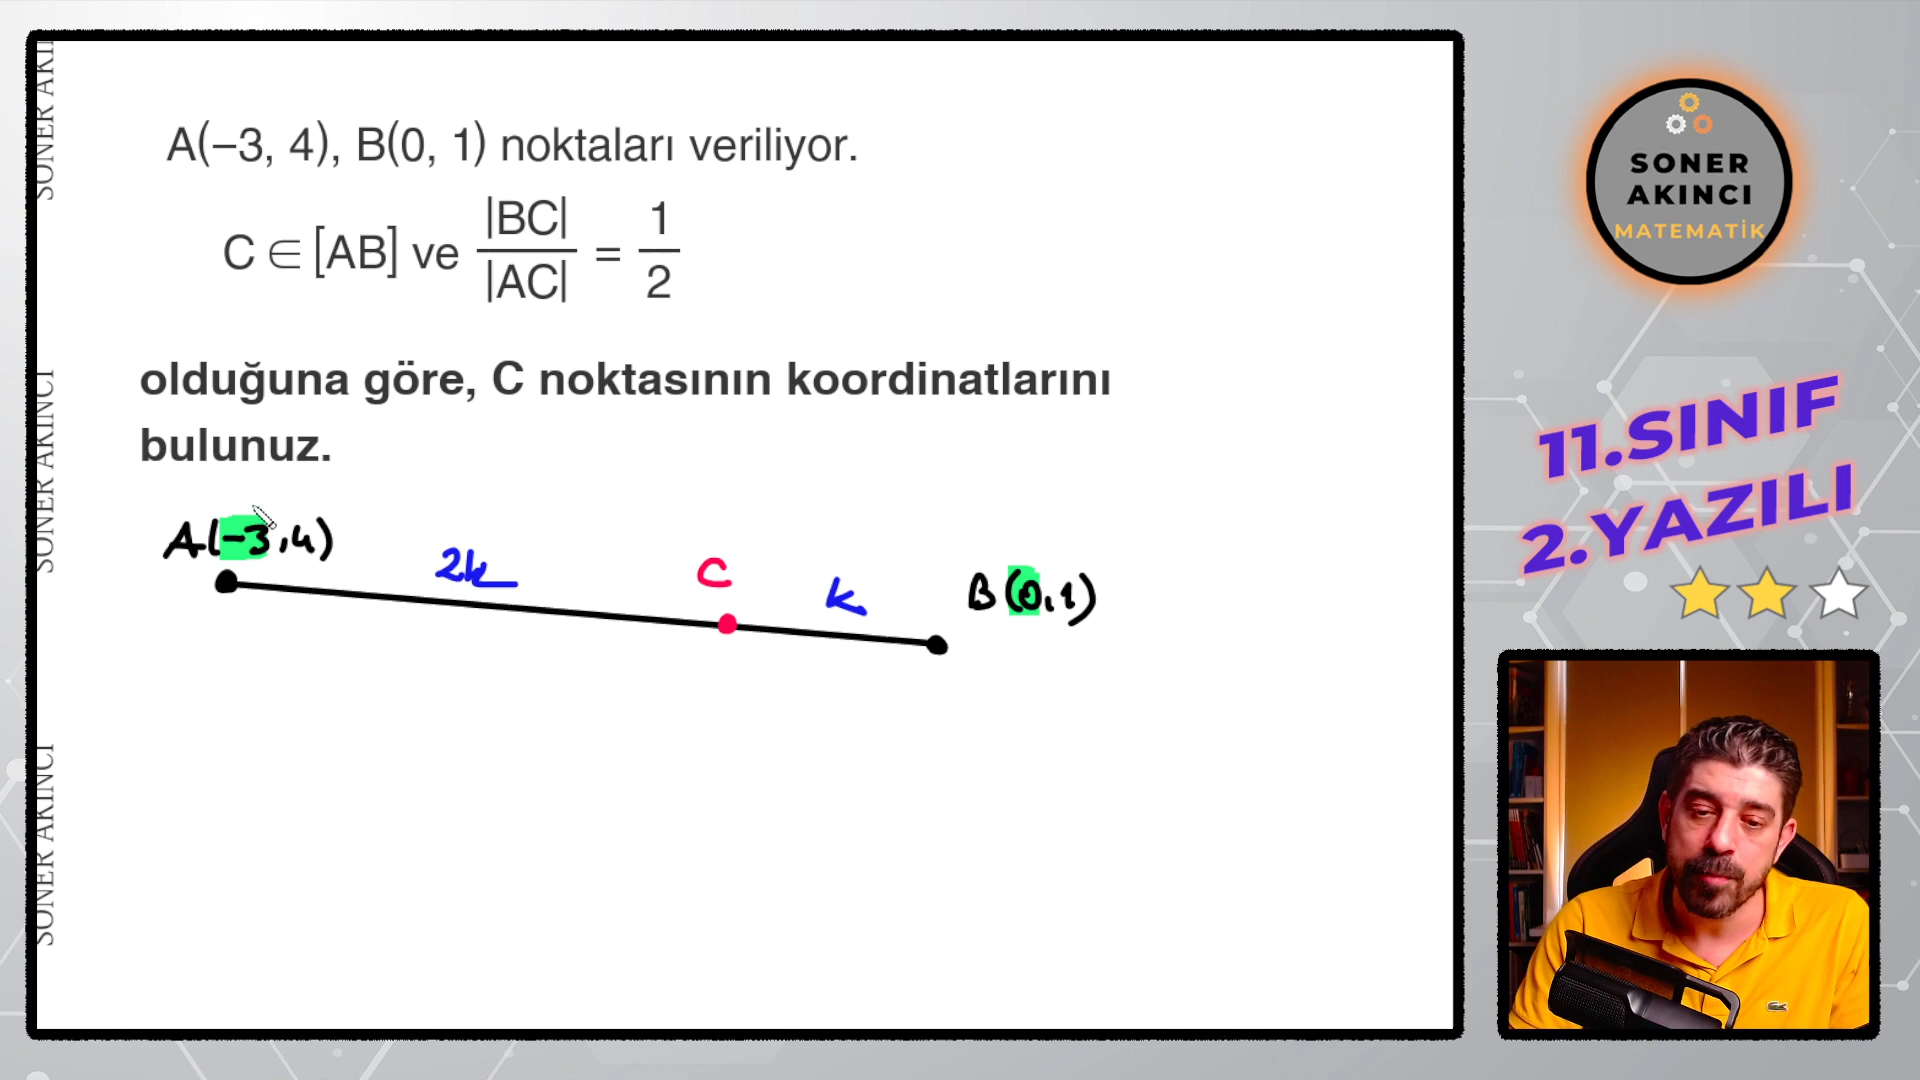 A(−3, 4), B(0, 1) noktaları veriliyor.
C ∈ [AB] ve |BC| / |AC| = 1 / 2
olduğuna göre, C noktasının koordinatlarını
bulunuz.
A(-3,4)
2k
C
k
B(0,1)
SONER AKINCI
SONER AKINCI
SONER AKINCI
SONER
AKINCI
MATEMATİK
11.SINIF
2.YAZILI